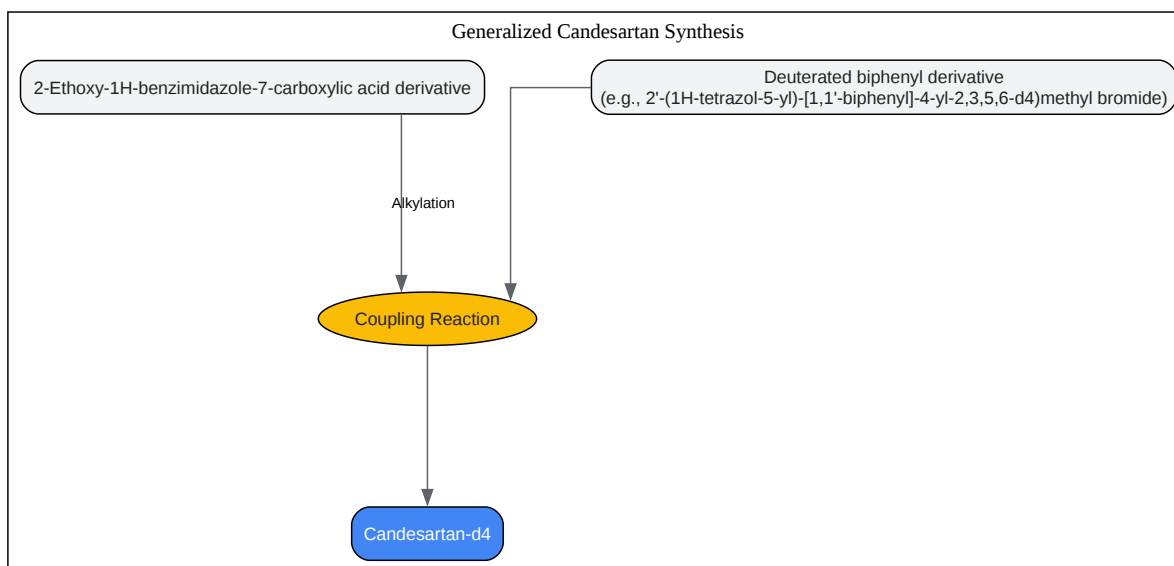 Generalized Candesartan Synthesis
2-Ethoxy-1H-benzimidazole-7-carboxylic acid derivative
Deuterated biphenyl derivative
(e.g., 2'-(1H-tetrazol-5-yl)-[1,1'-biphenyl]-4-yl-2,3,5,6-d4)methyl bromide)
Alkylation
Coupling Reaction
Candesartan-d4